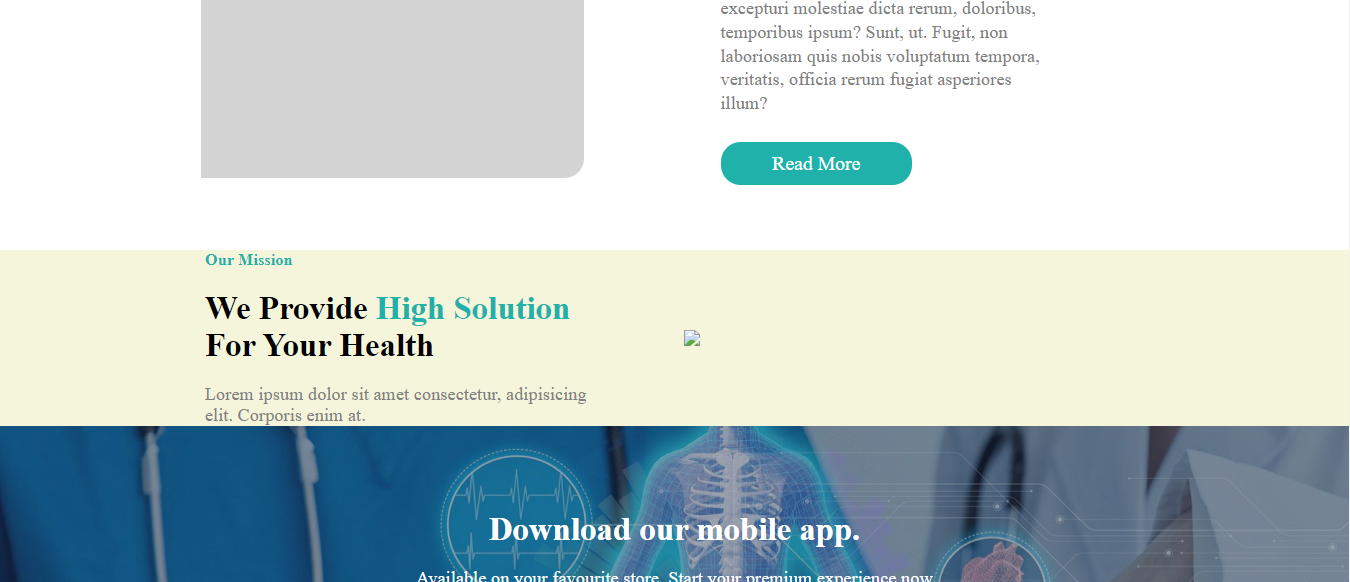 excepturi molestiae dicta rerum, doloribus,
temporibus ipsum? Sunt, ut. Fugit, non
laboriosam quis nobis voluptatum tempora,
veritatis, officia rerum fugiat asperiores
illum?
Read More
Our Mission
We Provide High Solution
For Your Health
Lorem ipsum dolor sit amet consectetur, adipisicing
elit. Corporis enim at.
Download our mobile app.
Available on your favourite store. Start your premium experience now